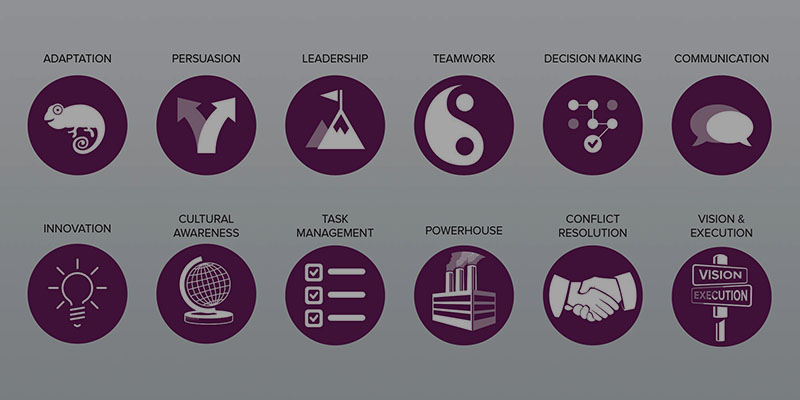 ADAPTATION
PERSUASION
LEADERSHIP
TEAMWORK
DECISION MAKING
COMMUNICATION
INNOVATION
CULTURAL
AWARENESS
TASK
MANAGEMENT
POWERHOUSE
CONFLICT
RESOLUTION
VISION &
EXECUTION
VISION
EXECUTION